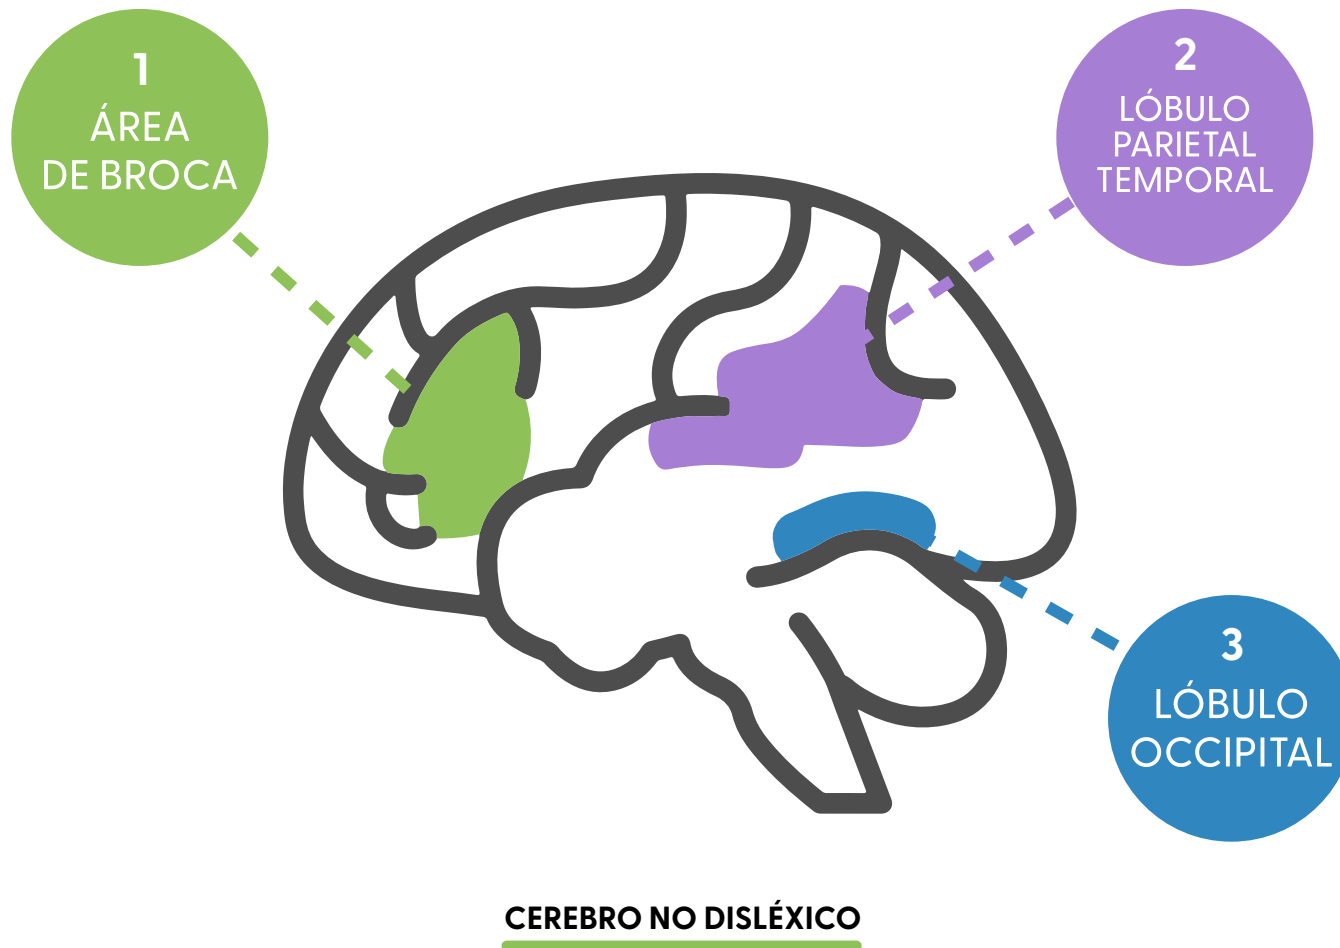 1
ÁREA
DE BROCA
2
LÓBULO
PARIETAL
TEMPORAL
3
LÓBULO
OCCIPITAL
CEREBRO NO DISLÉXICO